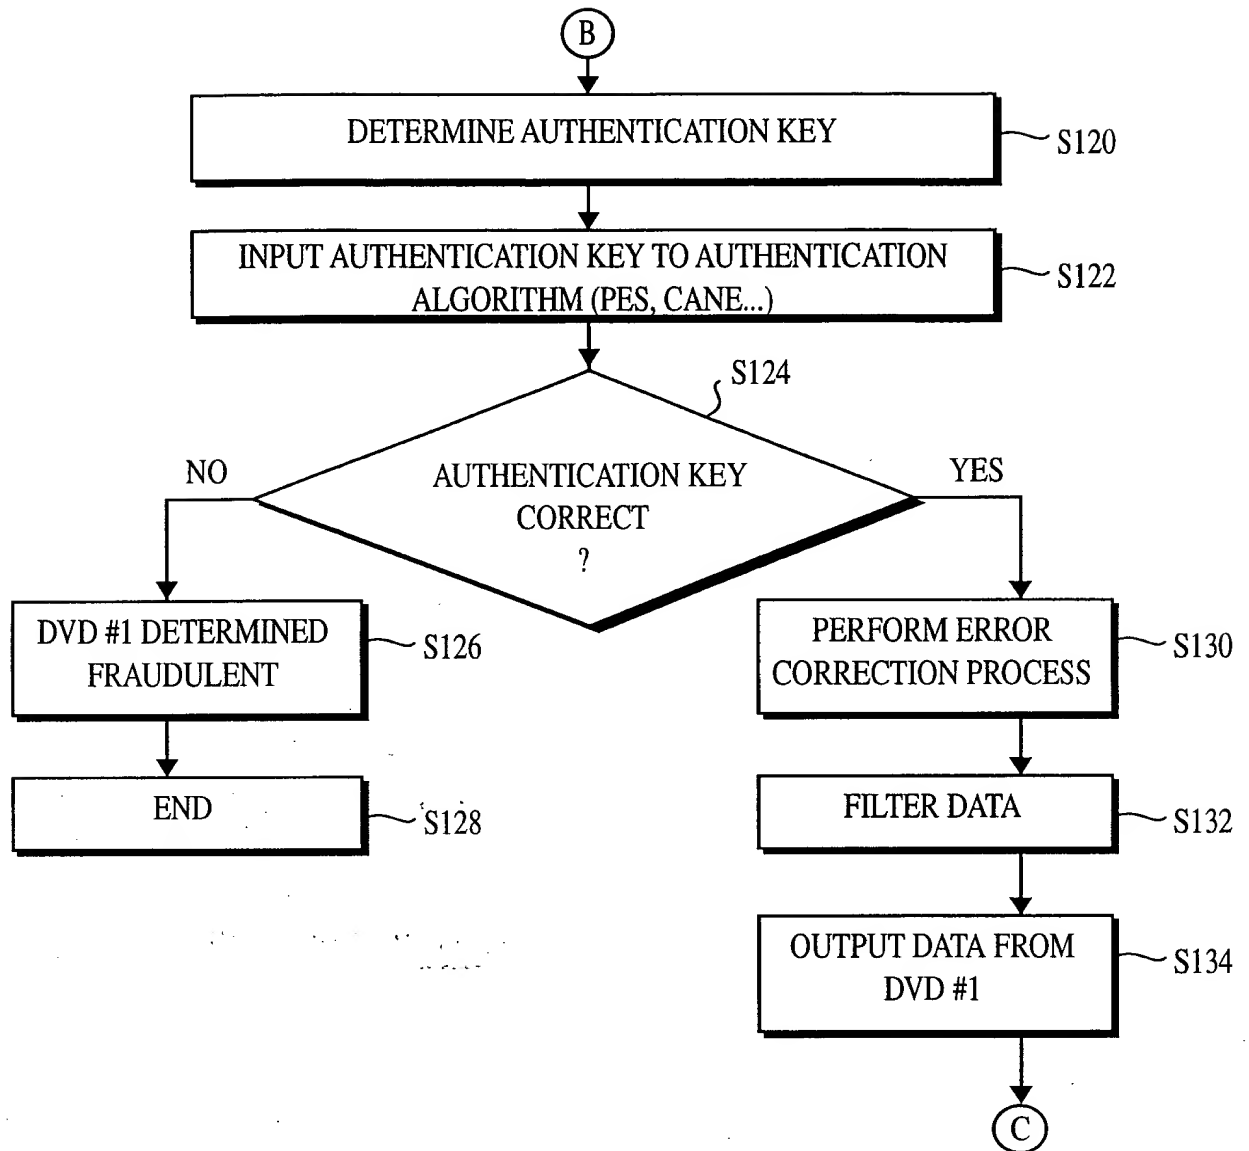 B
DETERMINE AUTHENTICATION KEY
S120
INPUT AUTHENTICATION KEY TO AUTHENTICATION
ALGORITHM (PES, CANE...)
S122
S124
AUTHENTICATION KEY
CORRECT
?
NO
YES
DVD #1 DETERMINED
FRAUDULENT
S126
PERFORM ERROR
CORRECTION PROCESS
S130
END
S128
FILTER DATA
S132
OUTPUT DATA FROM
DVD #1
S134
C